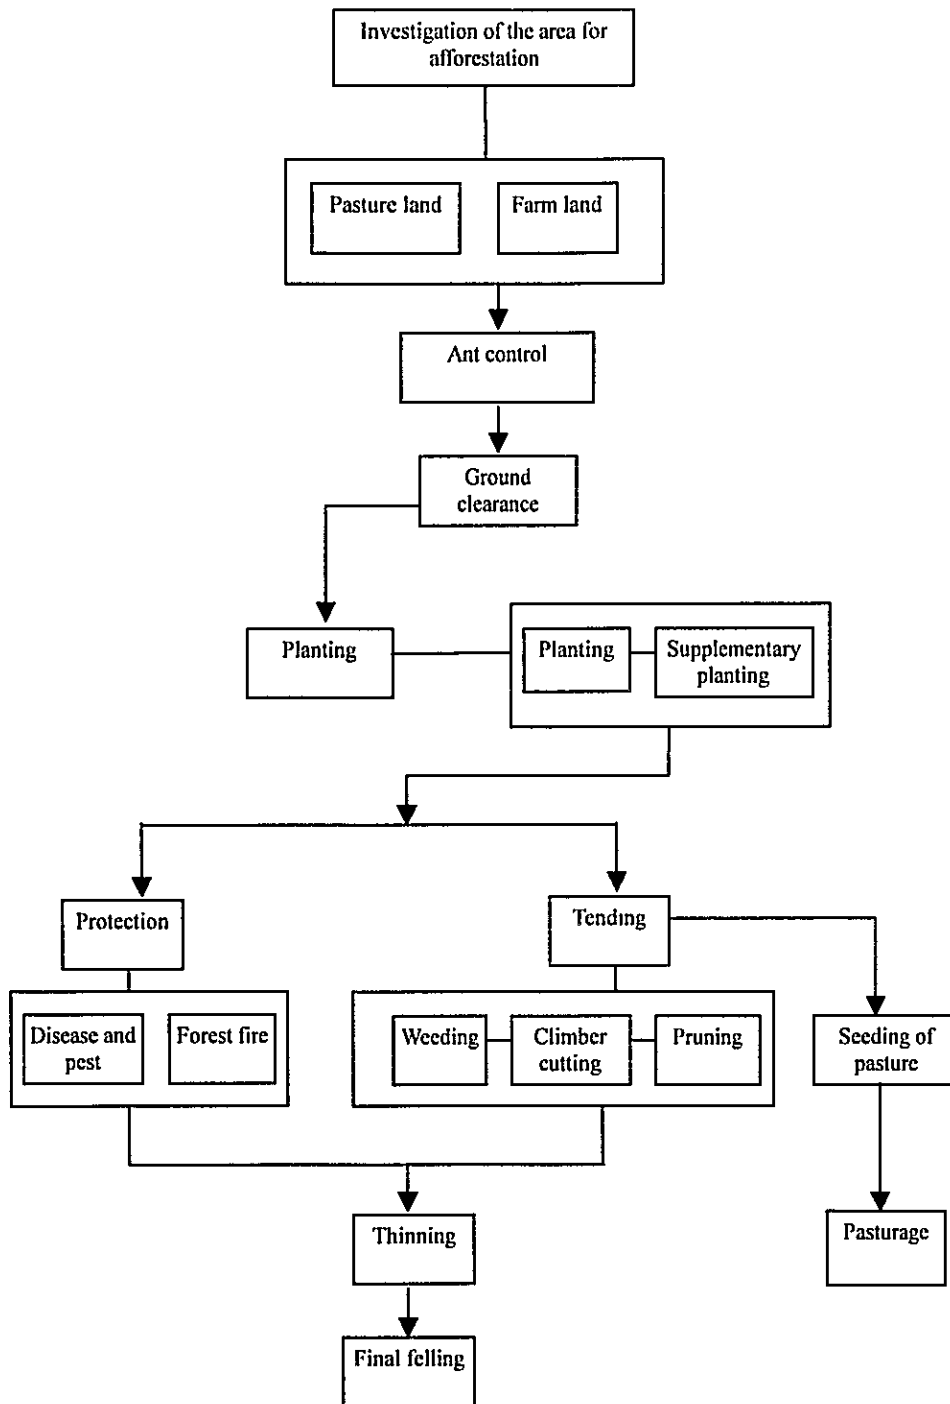 Investigation of the area for
afforestation
Pasture land
Farm land
Ant control
Ground
clearance
Planting
Planting
Supplementary
planting
Protection
Tending
Disease and
pest
Forest fire
Weeding
Climber
cutting
Pruning
Seeding of
pasture
Thinning
Pasturage
Final felling